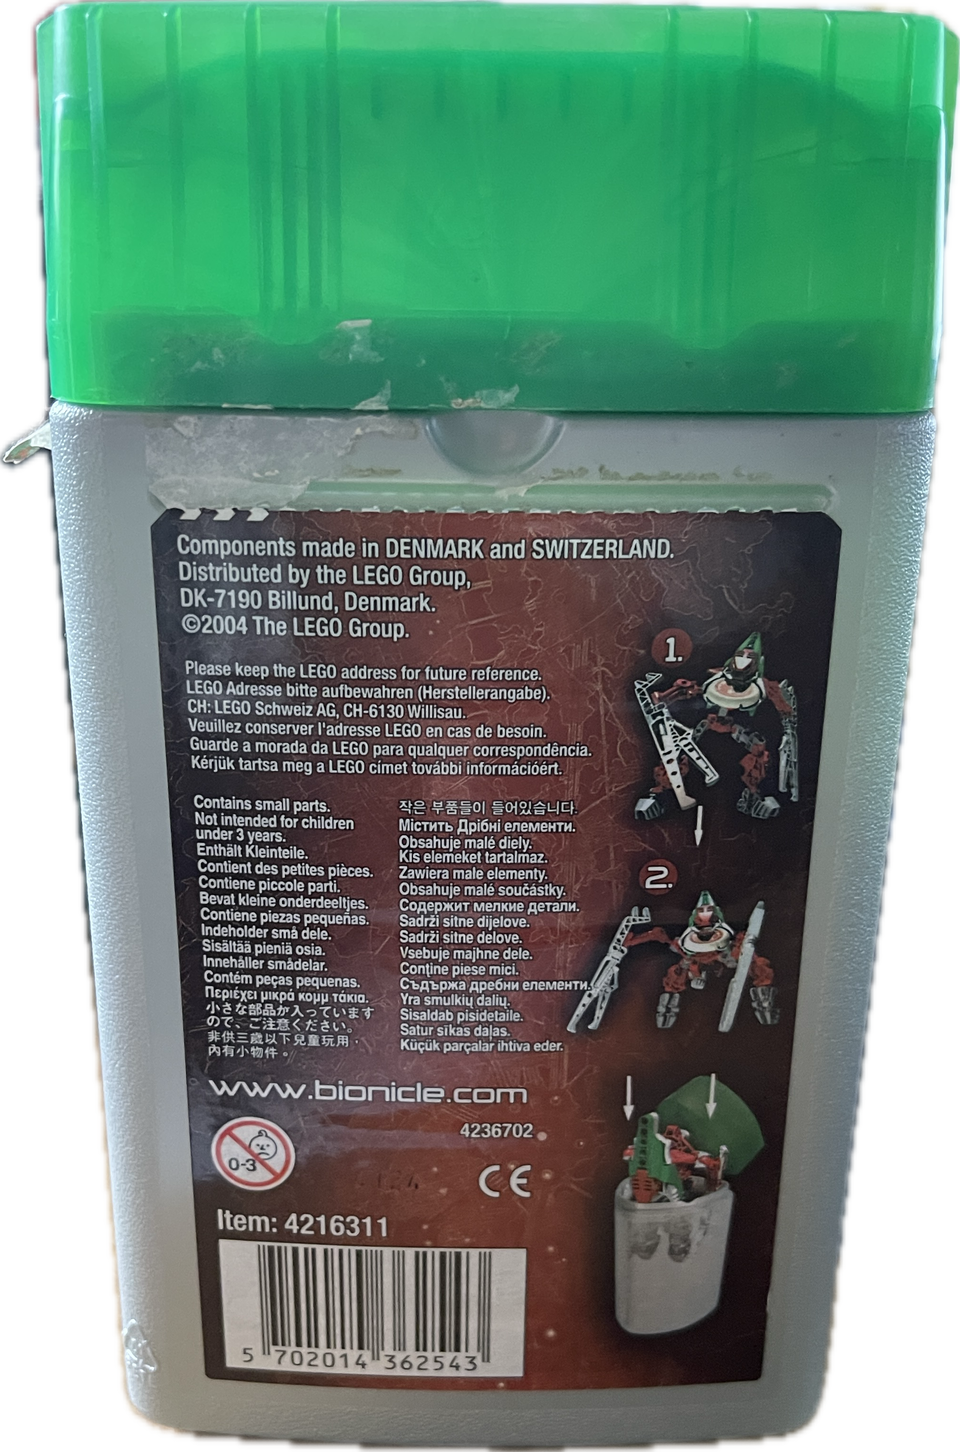 Components made in DENMARK and SWITZERLAND.
Distributed by the LEGO Group,
DK-7190 Billund, Denmark.
©2004 The LEGO Group.
Please keep the LEGO address for future reference.
LEGO Adresse bitte aufbewahren (Herstellerangabe).
CH: LEGO Schweiz AG, CH-6130 Willisau.
Veuillez conserver l'adresse LEGO en cas de besoin.
Guarde a morada da LEGO para qualquer correspondência.
Kérjük tartsa meg a LEGO címet további információért.
Contains small parts.
Not intended for children
under 3 years.
Enthält Kleinteile.
Contient des petites pièces.
Contiene piccole parti.
Bevat kleine onderdeeltjes.
Contiene piezas pequeñas.
Indeholder små dele.
Sisältää pieniä osia.
Innehåller smådelar.
Contém peças pequenas.
Περιέχει μικρά κομμ τάκια.
小さな部品が入っています
ので、ご注意ください。
非供三歲以下兒童玩用，
內有小物件。
작은 부품들이 들어있습니다.
Містить Дрібні елементи.
Obsahuje malé diely.
Kis elemeket tartalmaz.
Zawiera małe elementy.
Obsahuje malé součástky.
Содержит мелкие детали.
Sadrži sitne dijelove.
Sadrži sitne delove.
Vsebuje majhne dele.
Conţine piese mici.
Съдържа дребни елементи.
Yra smulkių dalių.
Sisaldab pisidetaile.
Satur sīkas daļas.
Küçük parçalar ihtiva eder.
1.
2.
www.bionicle.com
4236702
0-3
CE
Item: 4216311
5 702014 362543